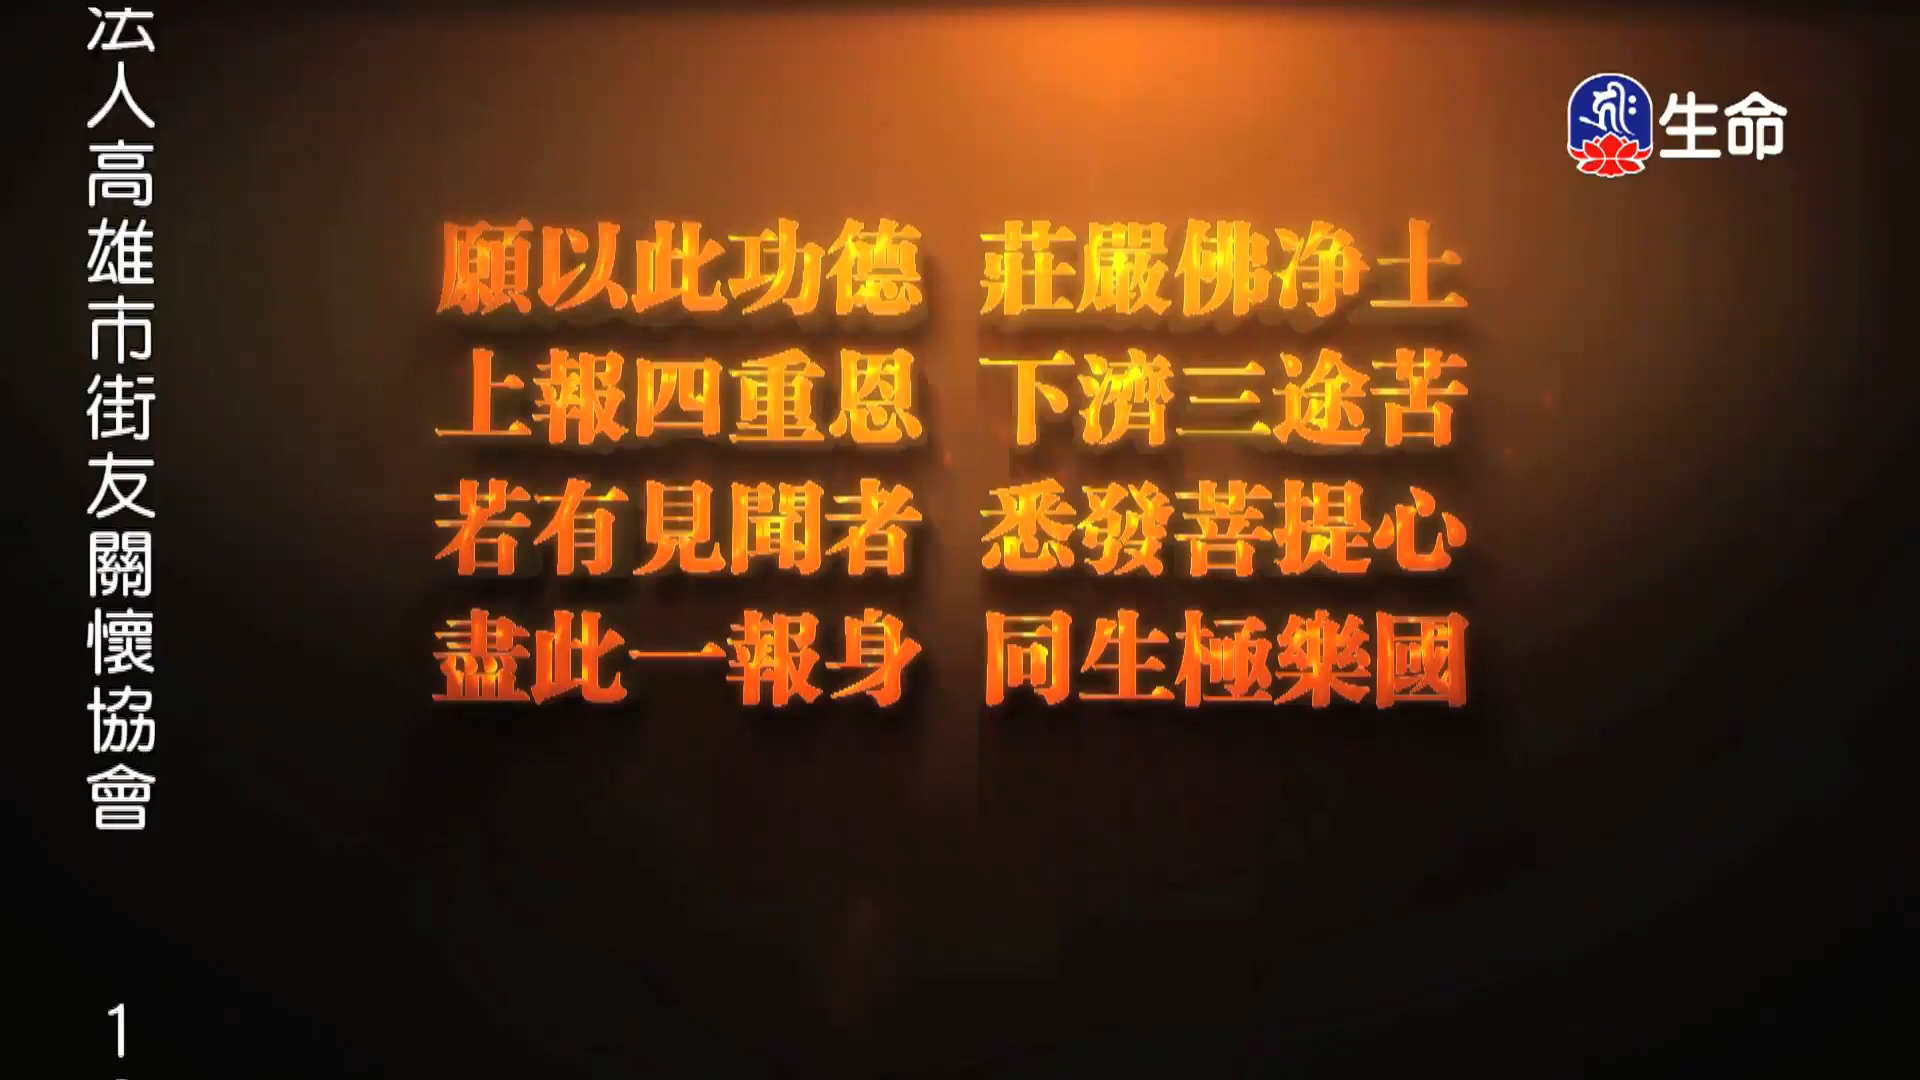 法人高雄市街友關懷協會
1
生命
願以此功德 莊嚴佛净土
上報四重恩 下濟三途苦
若有見聞者 悉發菩提心
盡此一報身 同生極樂國